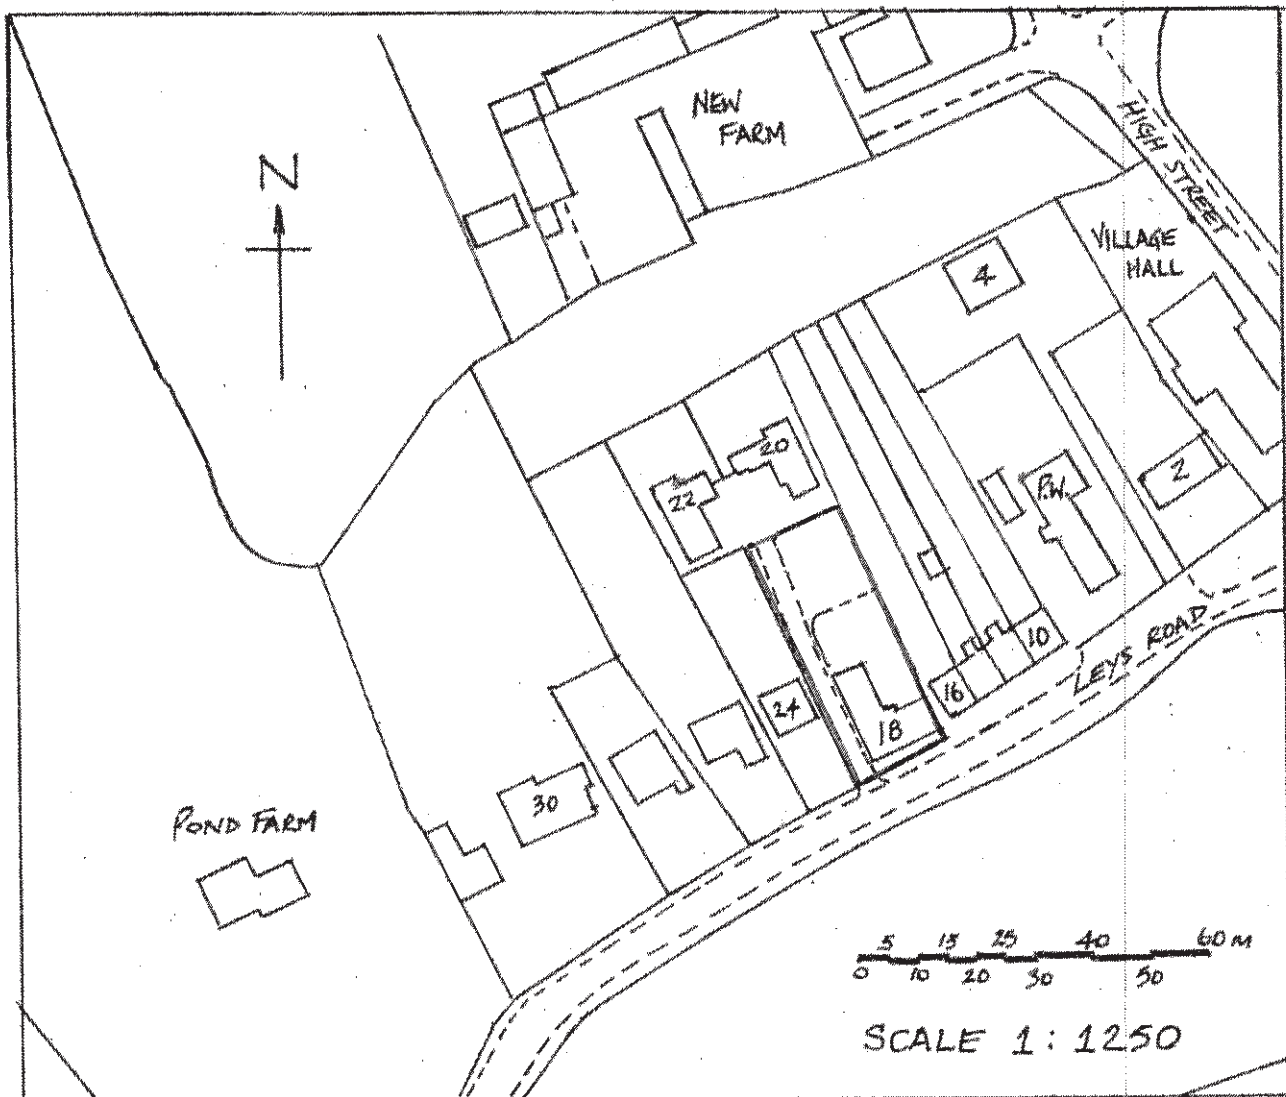 NEW
FARM
N
HIGH STREET
VILLAGE
HALL
4
20
22
2
P.W.
10
16
LEYS ROAD
24
18
30
POND FARM
5 15 25 40 60 M
0 10 20 30 50
SCALE 1 : 1250